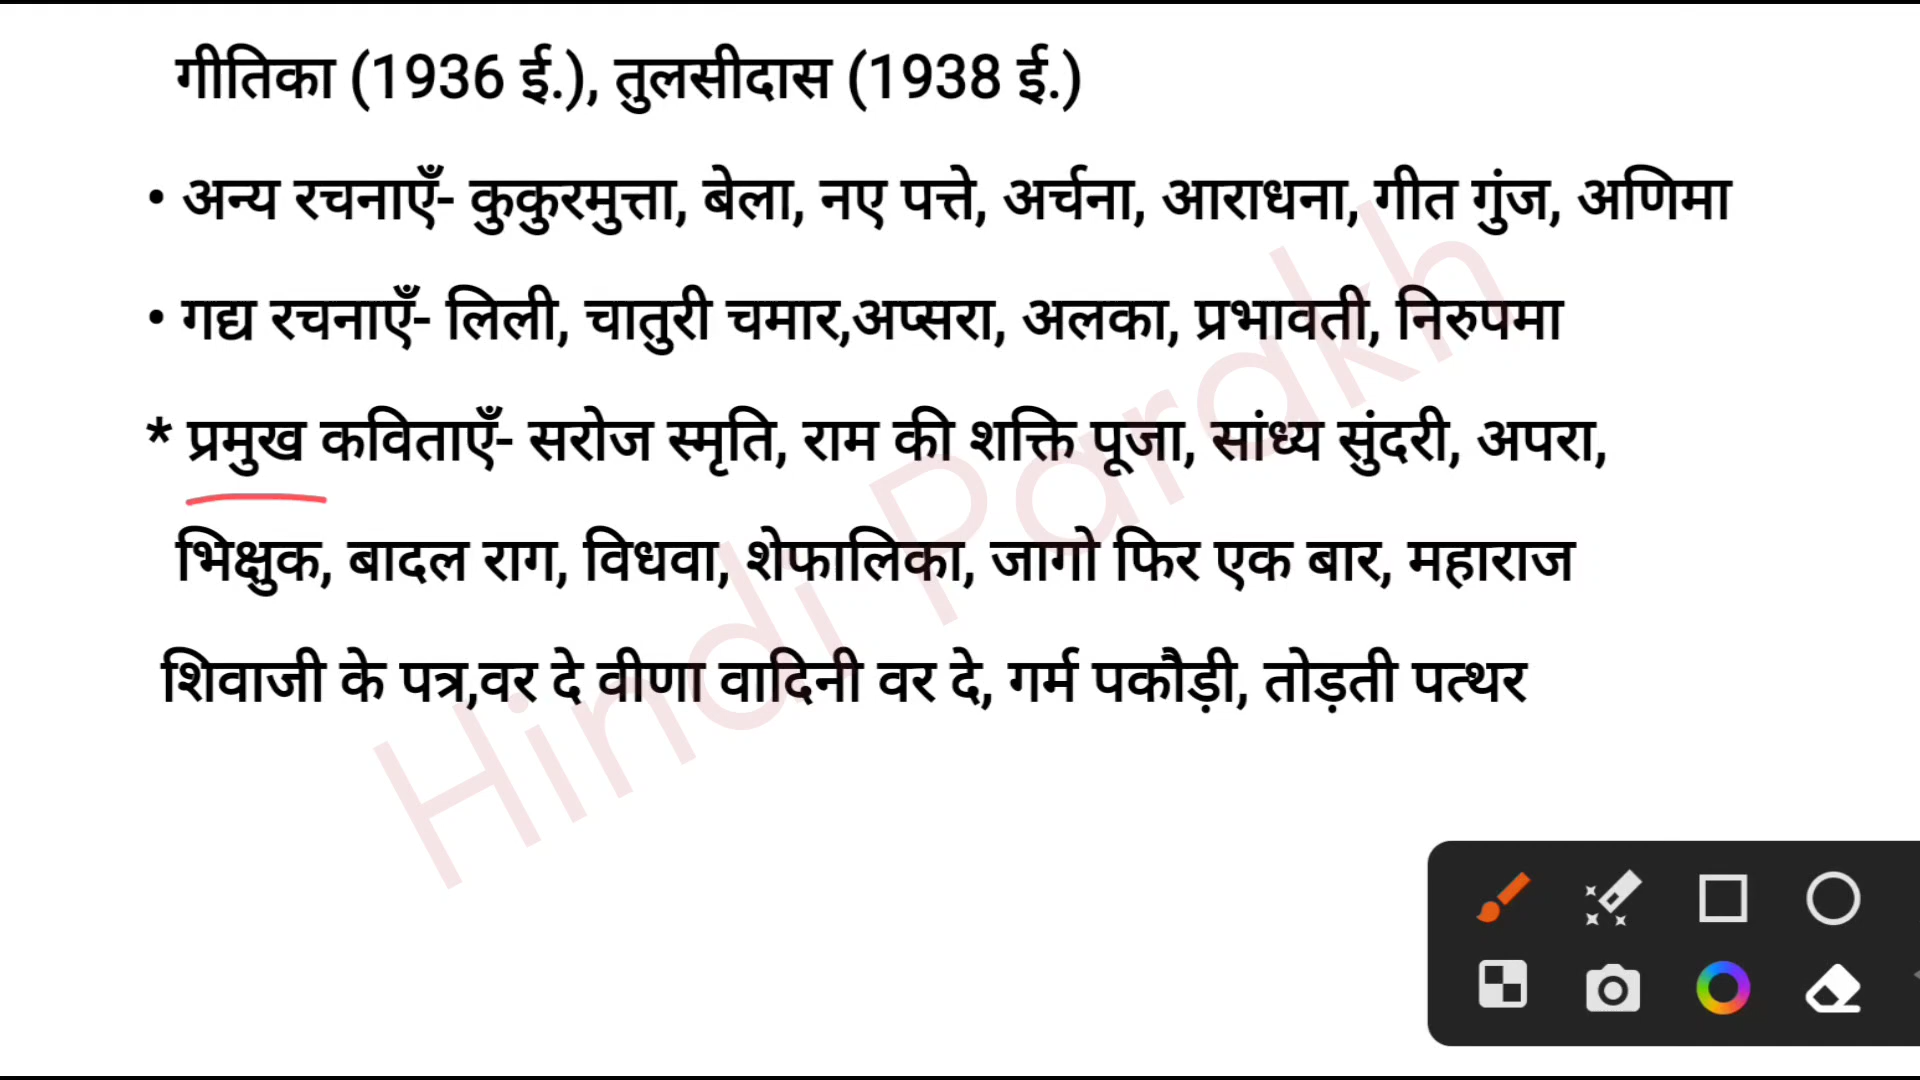 गीतिका (1936 ई.), तुलसीदास (1938 ई.)
• अन्य रचनाएँ- कुकुरमुत्ता, बेला, नए पत्ते, अर्चना, आराधना, गीत गुंज, अणिमा
• गद्य रचनाएँ- लिली, चातुरी चमार,अप्सरा, अलका, प्रभावती, निरुपमा
* प्रमुख कविताएँ- सरोज स्मृति, राम की शक्ति पूजा, सांध्य सुंदरी, अपरा,
भिक्षुक, बादल राग, विधवा, शेफालिका, जागो फिर एक बार, महाराज
शिवाजी के पत्र,वर दे वीणा वादिनी वर दे, गर्म पकौड़ी, तोड़ती पत्थर
Hindi Parakh